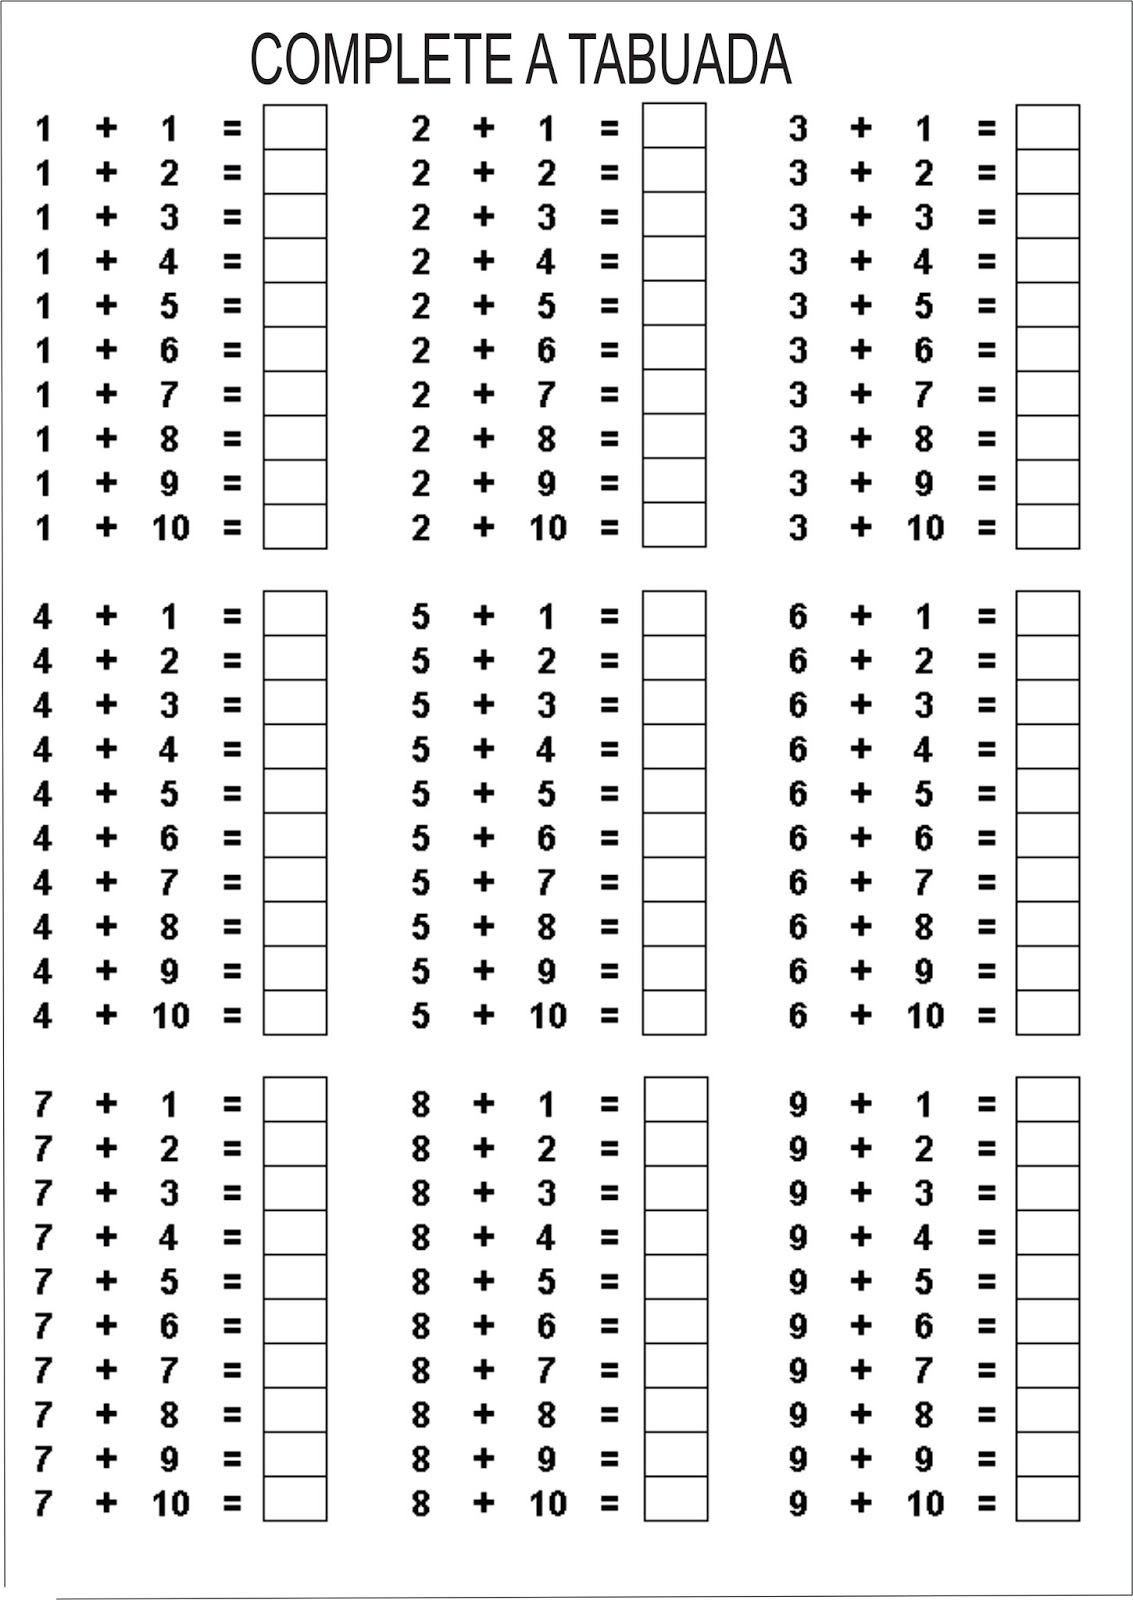 COMPLETE A TABUADA
1 + 1 = 2 + 1 = 3 + 1 =
1 + 2 = 2 + 2 = 3 + 2 =
1 + 3 = 2 + 3 = 3 + 3 =
1 + 4 = 2 + 4 = 3 + 4 =
1 + 5 = 2 + 5 = 3 + 5 =
1 + 6 = 2 + 6 = 3 + 6 =
1 + 7 = 2 + 7 = 3 + 7 =
1 + 8 = 2 + 8 = 3 + 8 =
1 + 9 = 2 + 9 = 3 + 9 =
1 + 10 = 2 + 10 = 3 + 10 =
4 + 1 = 5 + 1 = 6 + 1 =
4 + 2 = 5 + 2 = 6 + 2 =
4 + 3 = 5 + 3 = 6 + 3 =
4 + 4 = 5 + 4 = 6 + 4 =
4 + 5 = 5 + 5 = 6 + 5 =
4 + 6 = 5 + 6 = 6 + 6 =
4 + 7 = 5 + 7 = 6 + 7 =
4 + 8 = 5 + 8 = 6 + 8 =
4 + 9 = 5 + 9 = 6 + 9 =
4 + 10 = 5 + 10 = 6 + 10 =
7 + 1 = 8 + 1 = 9 + 1 =
7 + 2 = 8 + 2 = 9 + 2 =
7 + 3 = 8 + 3 = 9 + 3 =
7 + 4 = 8 + 4 = 9 + 4 =
7 + 5 = 8 + 5 = 9 + 5 =
7 + 6 = 8 + 6 = 9 + 6 =
7 + 7 = 8 + 7 = 9 + 7 =
7 + 8 = 8 + 8 = 9 + 8 =
7 + 9 = 8 + 9 = 9 + 9 =
7 + 10 = 8 + 10 = 9 + 10 =